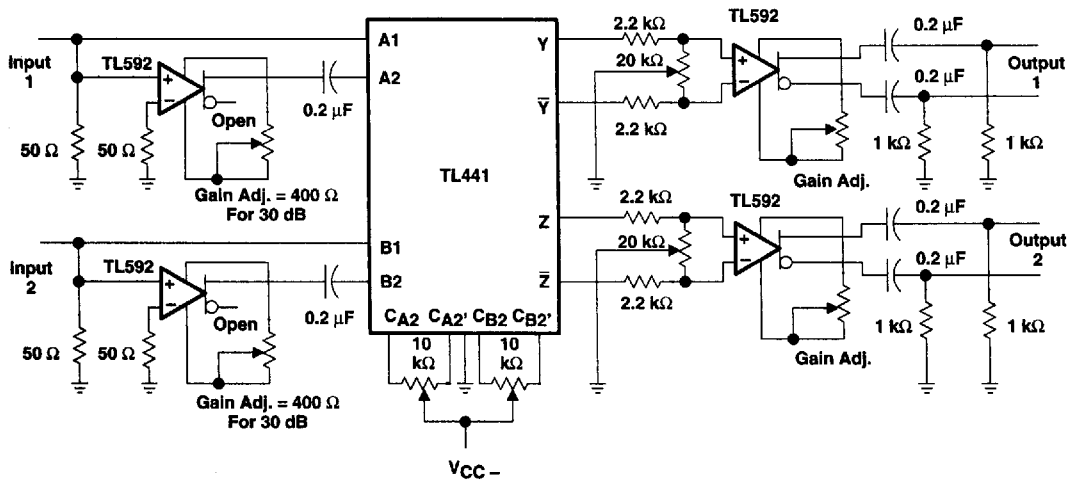 Input
1
TL592
+
−
Open
50 Ω
50 Ω
Gain Adj. = 400 Ω
For 30 dB
0.2 μF
A1
A2
TL441
Y
Y̅
2.2 kΩ
20 kΩ
2.2 kΩ
TL592
+
−
Gain Adj.
0.2 μF
0.2 μF
1 kΩ
1 kΩ
Output
1
Input
2
TL592
+
−
Open
50 Ω
50 Ω
Gain Adj. = 400 Ω
For 30 dB
0.2 μF
B1
B2
CA2 CA2' CB2 CB2'
Z
Z̅
2.2 kΩ
20 kΩ
2.2 kΩ
TL592
+
−
Gain Adj.
0.2 μF
0.2 μF
1 kΩ
1 kΩ
Output
2
10
kΩ
10
kΩ
VCC −